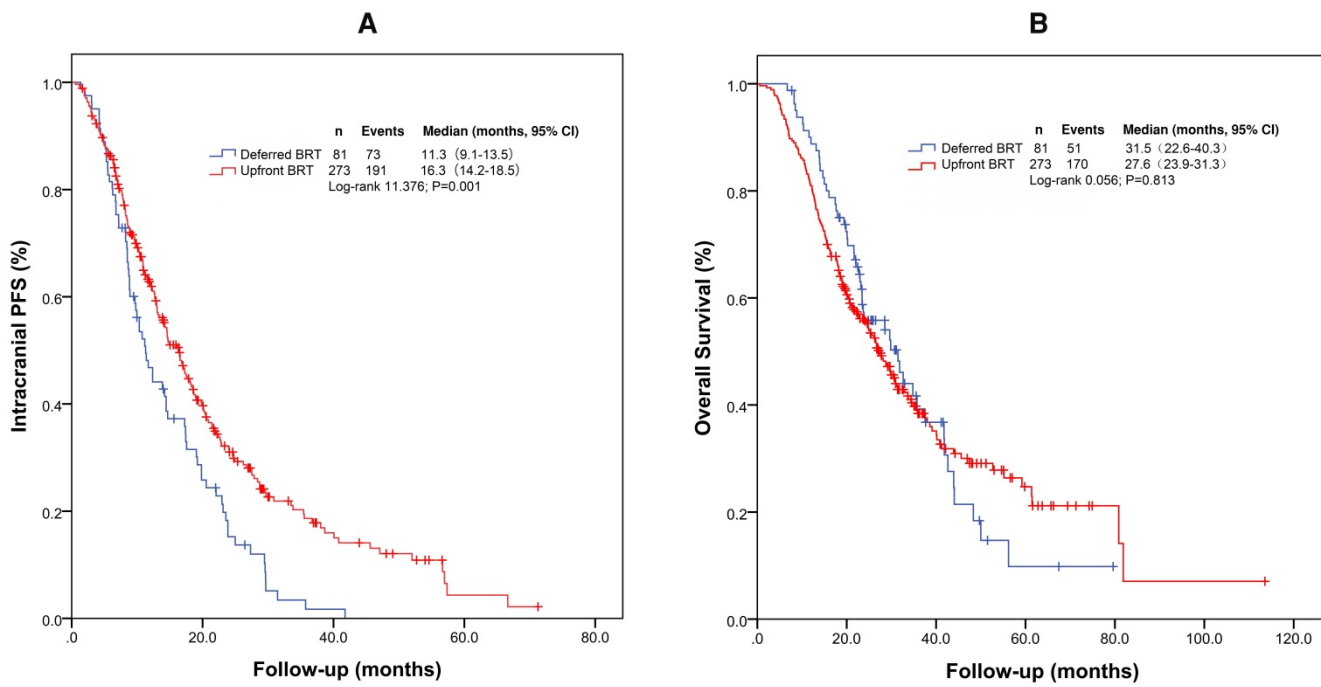 A
Intracranial PFS (%)
1.0
0.8
0.6
0.4
0.2
0.0
n Events Median (months, 95% CI)
Deferred BRT 81 73 11.3（9.1-13.5）
Upfront BRT 273 191 16.3（14.2-18.5）
Log-rank 11.376; P=0.001
.0 20.0 40.0 60.0 80.0
Follow-up (months)
B
Overall Survival (%)
1.0
0.8
0.6
0.4
0.2
0.0
n Events Median (months, 95% CI)
Deferred BRT 81 51 31.5（22.6-40.3）
Upfront BRT 273 170 27.6（23.9-31.3）
Log-rank 0.056; P=0.813
.0 20.0 40.0 60.0 80.0 100.0 120.0
Follow-up (months)